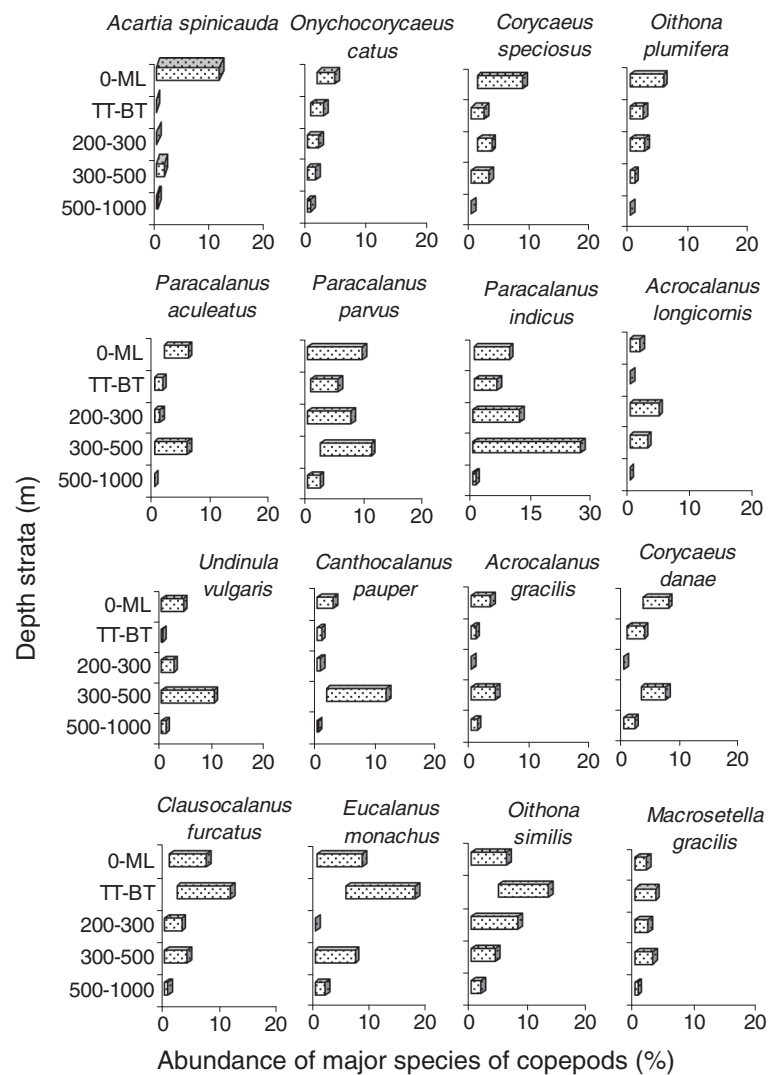 Acartia spinicauda
Onychocorycaeus
catus
Corycaeus
speciosus
Oithona
plumifera
0-ML
TT-BT
200-300
300-500
500-1000
0 10 20
0 10 20
0 10 20
0 10 20
Paracalanus
aculeatus
Paracalanus
parvus
Paracalanus
indicus
Acrocalanus
longicornis
0-ML
TT-BT
200-300
300-500
500-1000
0 10 20
0 10 20
0 15 30
0 10 20
Depth strata (m)
Undinula
vulgaris
Canthocalanus
pauper
Acrocalanus
gracilis
Corycaeus
danae
0-ML
TT-BT
200-300
300-500
500-1000
0 10 20
0 10 20
0 10 20
0 10 20
Clausocalanus
furcatus
Eucalanus
monachus
Oithona
similis
Macrosetella
gracilis
0-ML
TT-BT
200-300
300-500
500-1000
0 10 20
0 10 20
0 10 20
0 10 20
Abundance of major species of copepods (%)